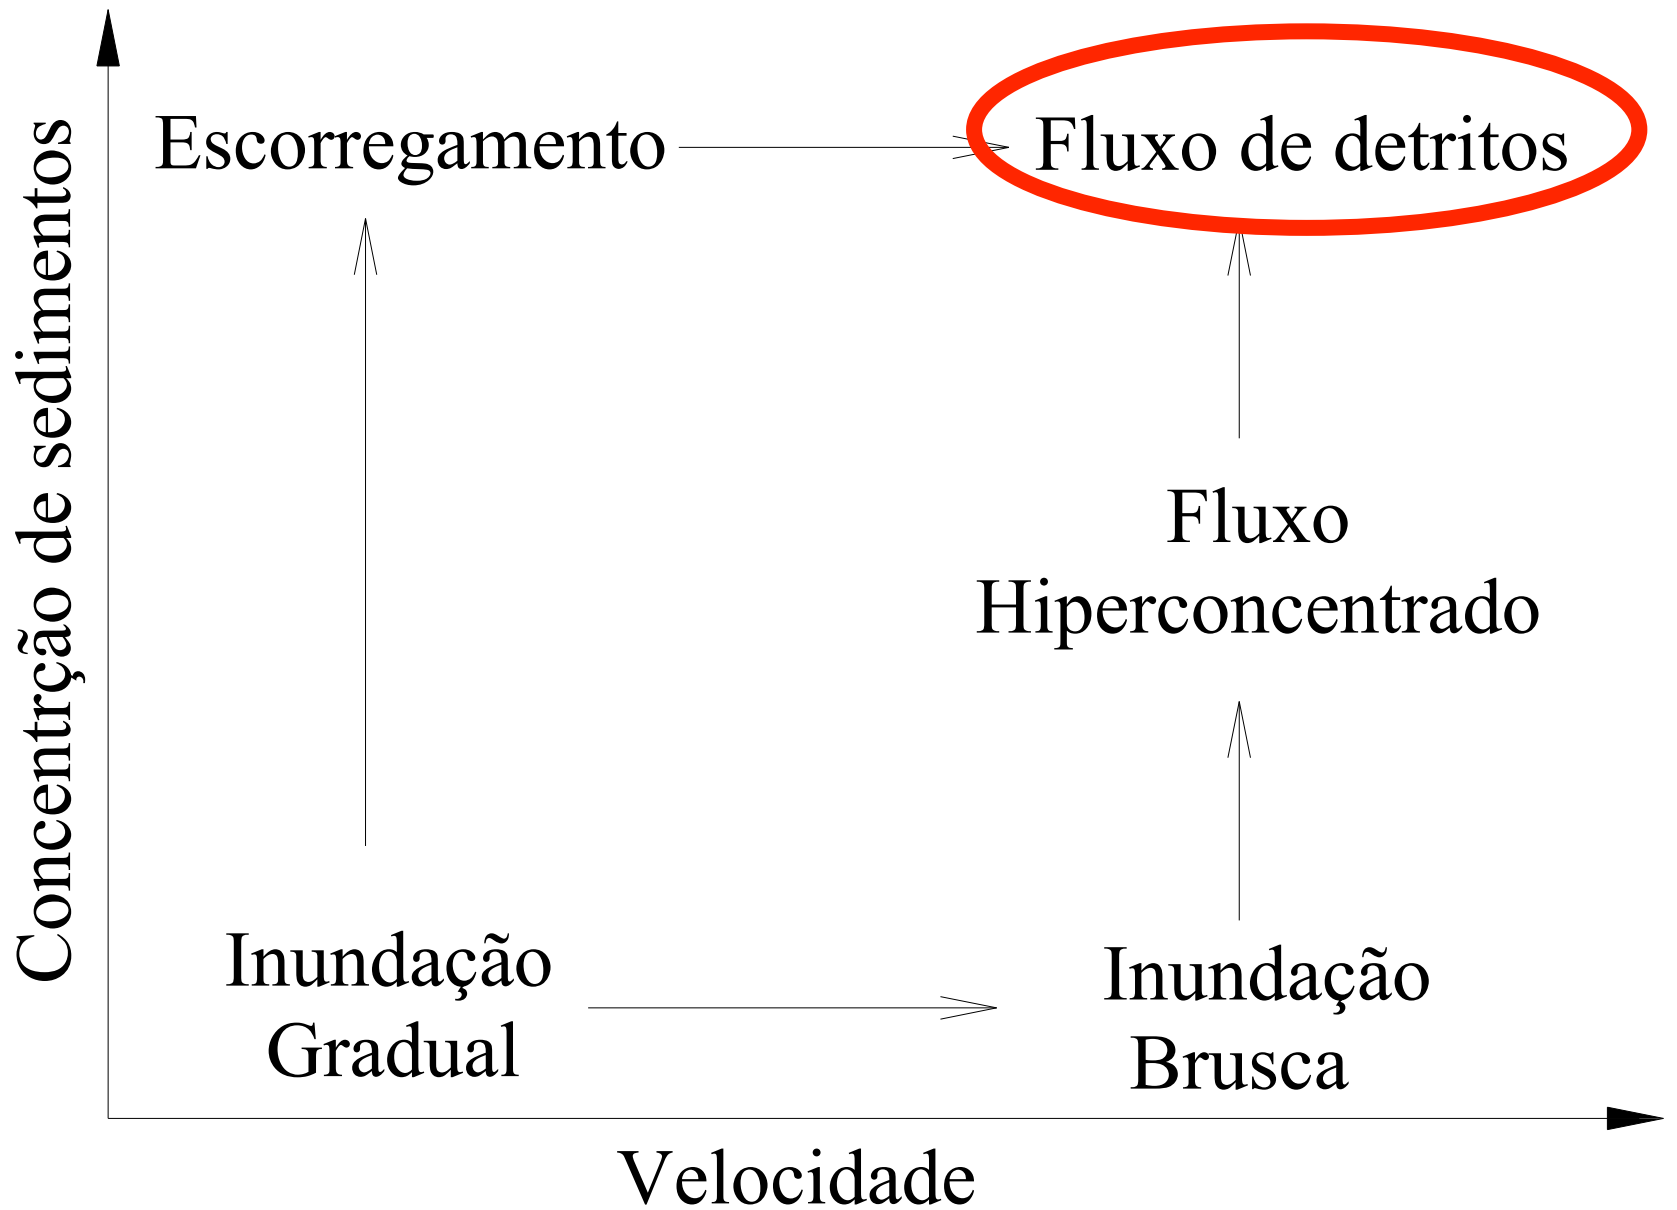 Concentrção de sedimentos
Escorregamento
Fluxo de detritos
Fluxo
Hiperconcentrado
Inundação
Gradual
Inundação
Brusca
Velocidade